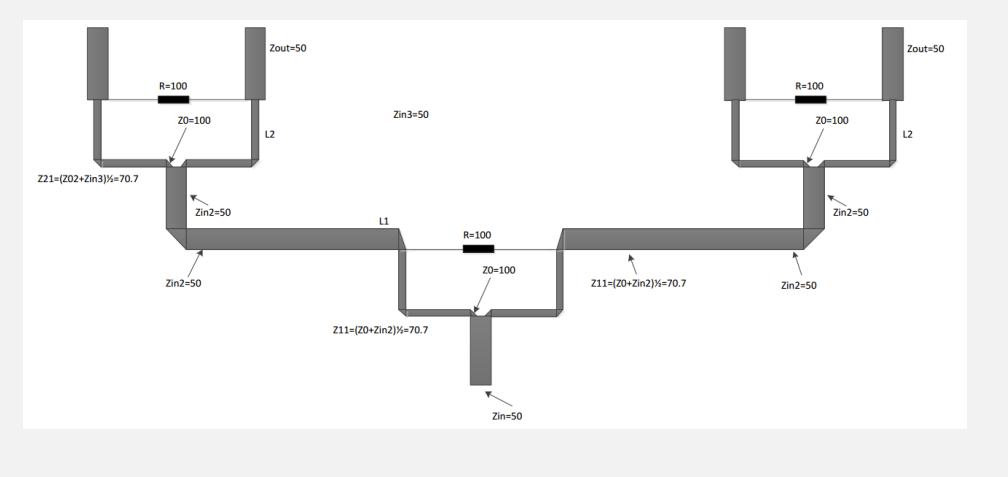 Zout=50
Zout=50
R=100
R=100
Zin3=50
Z0=100
Z0=100
L2
L2
Z21=(Z02+Zin3)½=70.7
Zin2=50
Zin2=50
L1
R=100
Z0=100
Zin2=50
Z11=(Z0+Zin2)½=70.7
Zin2=50
Z11=(Z0+Zin2)½=70.7
Zin=50